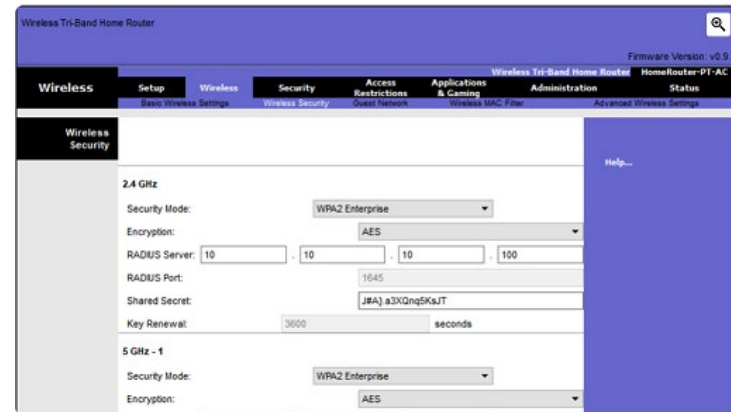 Wireless Tri-Band Home Router
Firmware Version: v0.9.
Wireless Tri-Band Home Router HomeRouter-PT-AC
Wireless Setup Wireless Security Access Restrictions Applications & Gaming Administration Status
Basic Wireless Settings Wireless Security Guest Network Wireless MAC Filter Advanced Wireless Settings
Wireless Security
Help...
2.4 GHz
Security Mode: WPA2 Enterprise
Encryption: AES
RADIUS Server: 10 . 10 . 10 . 100
RADIUS Port: 1645
Shared Secret: J#A}.a3XQnq5KsJT
Key Renewal: 3600 seconds
5 GHz - 1
Security Mode: WPA2 Enterprise
Encryption: AES